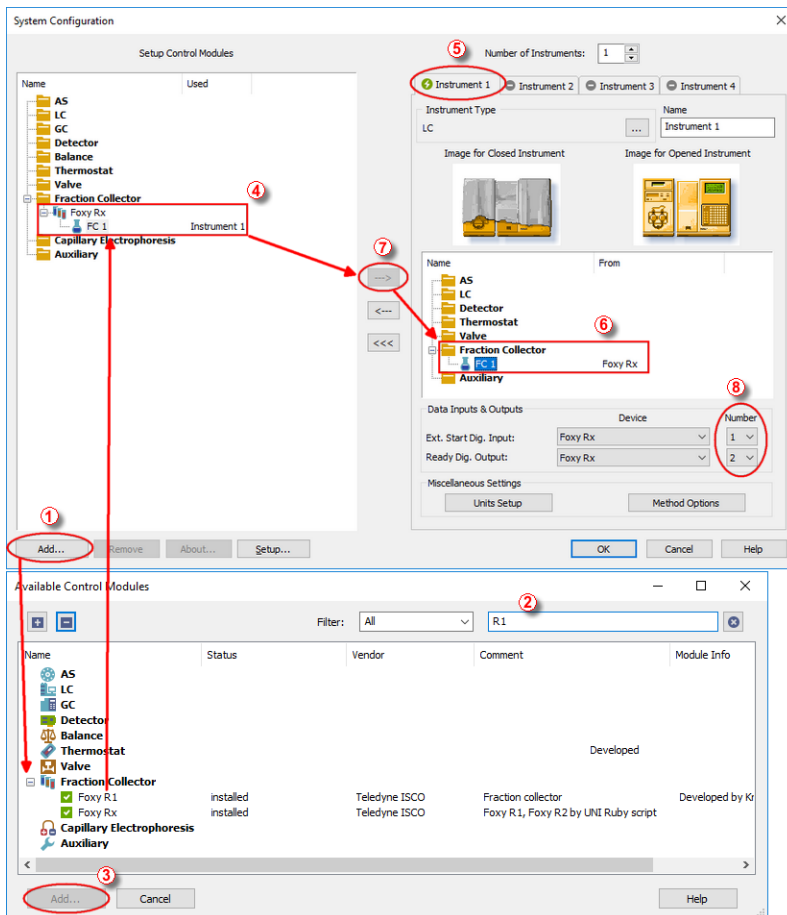 System Configuration
Setup Control Modules
Number of Instruments: 1
5
Name Used
AS
LC
GC
Detector
Balance
Thermostat
Valve
Fraction Collector
Foxy Rx
FC 1 Instrument 1
Capillary Electrophoresis
Auxiliary
4
7
--->
<---
<<<
Instrument 1 Instrument 2 Instrument 3 Instrument 4
Instrument Type Name
LC ... Instrument 1
Image for Closed Instrument Image for Opened Instrument
Name From
AS
LC
Detector
Thermostat
Valve
6
Fraction Collector
FC 1 Foxy Rx
Auxiliary
8
Data Inputs & Outputs
Device Number
Ext. Start Dig. Input: Foxy Rx 1
Ready Dig. Output: Foxy Rx 2
Miscellaneous Settings
Units Setup Method Options
1
Add... Remove About... Setup... OK Cancel Help
Available Control Modules
2
Filter: All R1
Name Status Vendor Comment Module Info
AS
LC
GC
Detector
Balance
Thermostat Developed
Valve
Fraction Collector
Foxy R1 installed Teledyne ISCO Fraction collector Developed by Kr
Foxy Rx installed Teledyne ISCO Foxy R1, Foxy R2 by UNI Ruby script
Capillary Electrophoresis
Auxiliary
3
Add... Cancel Help